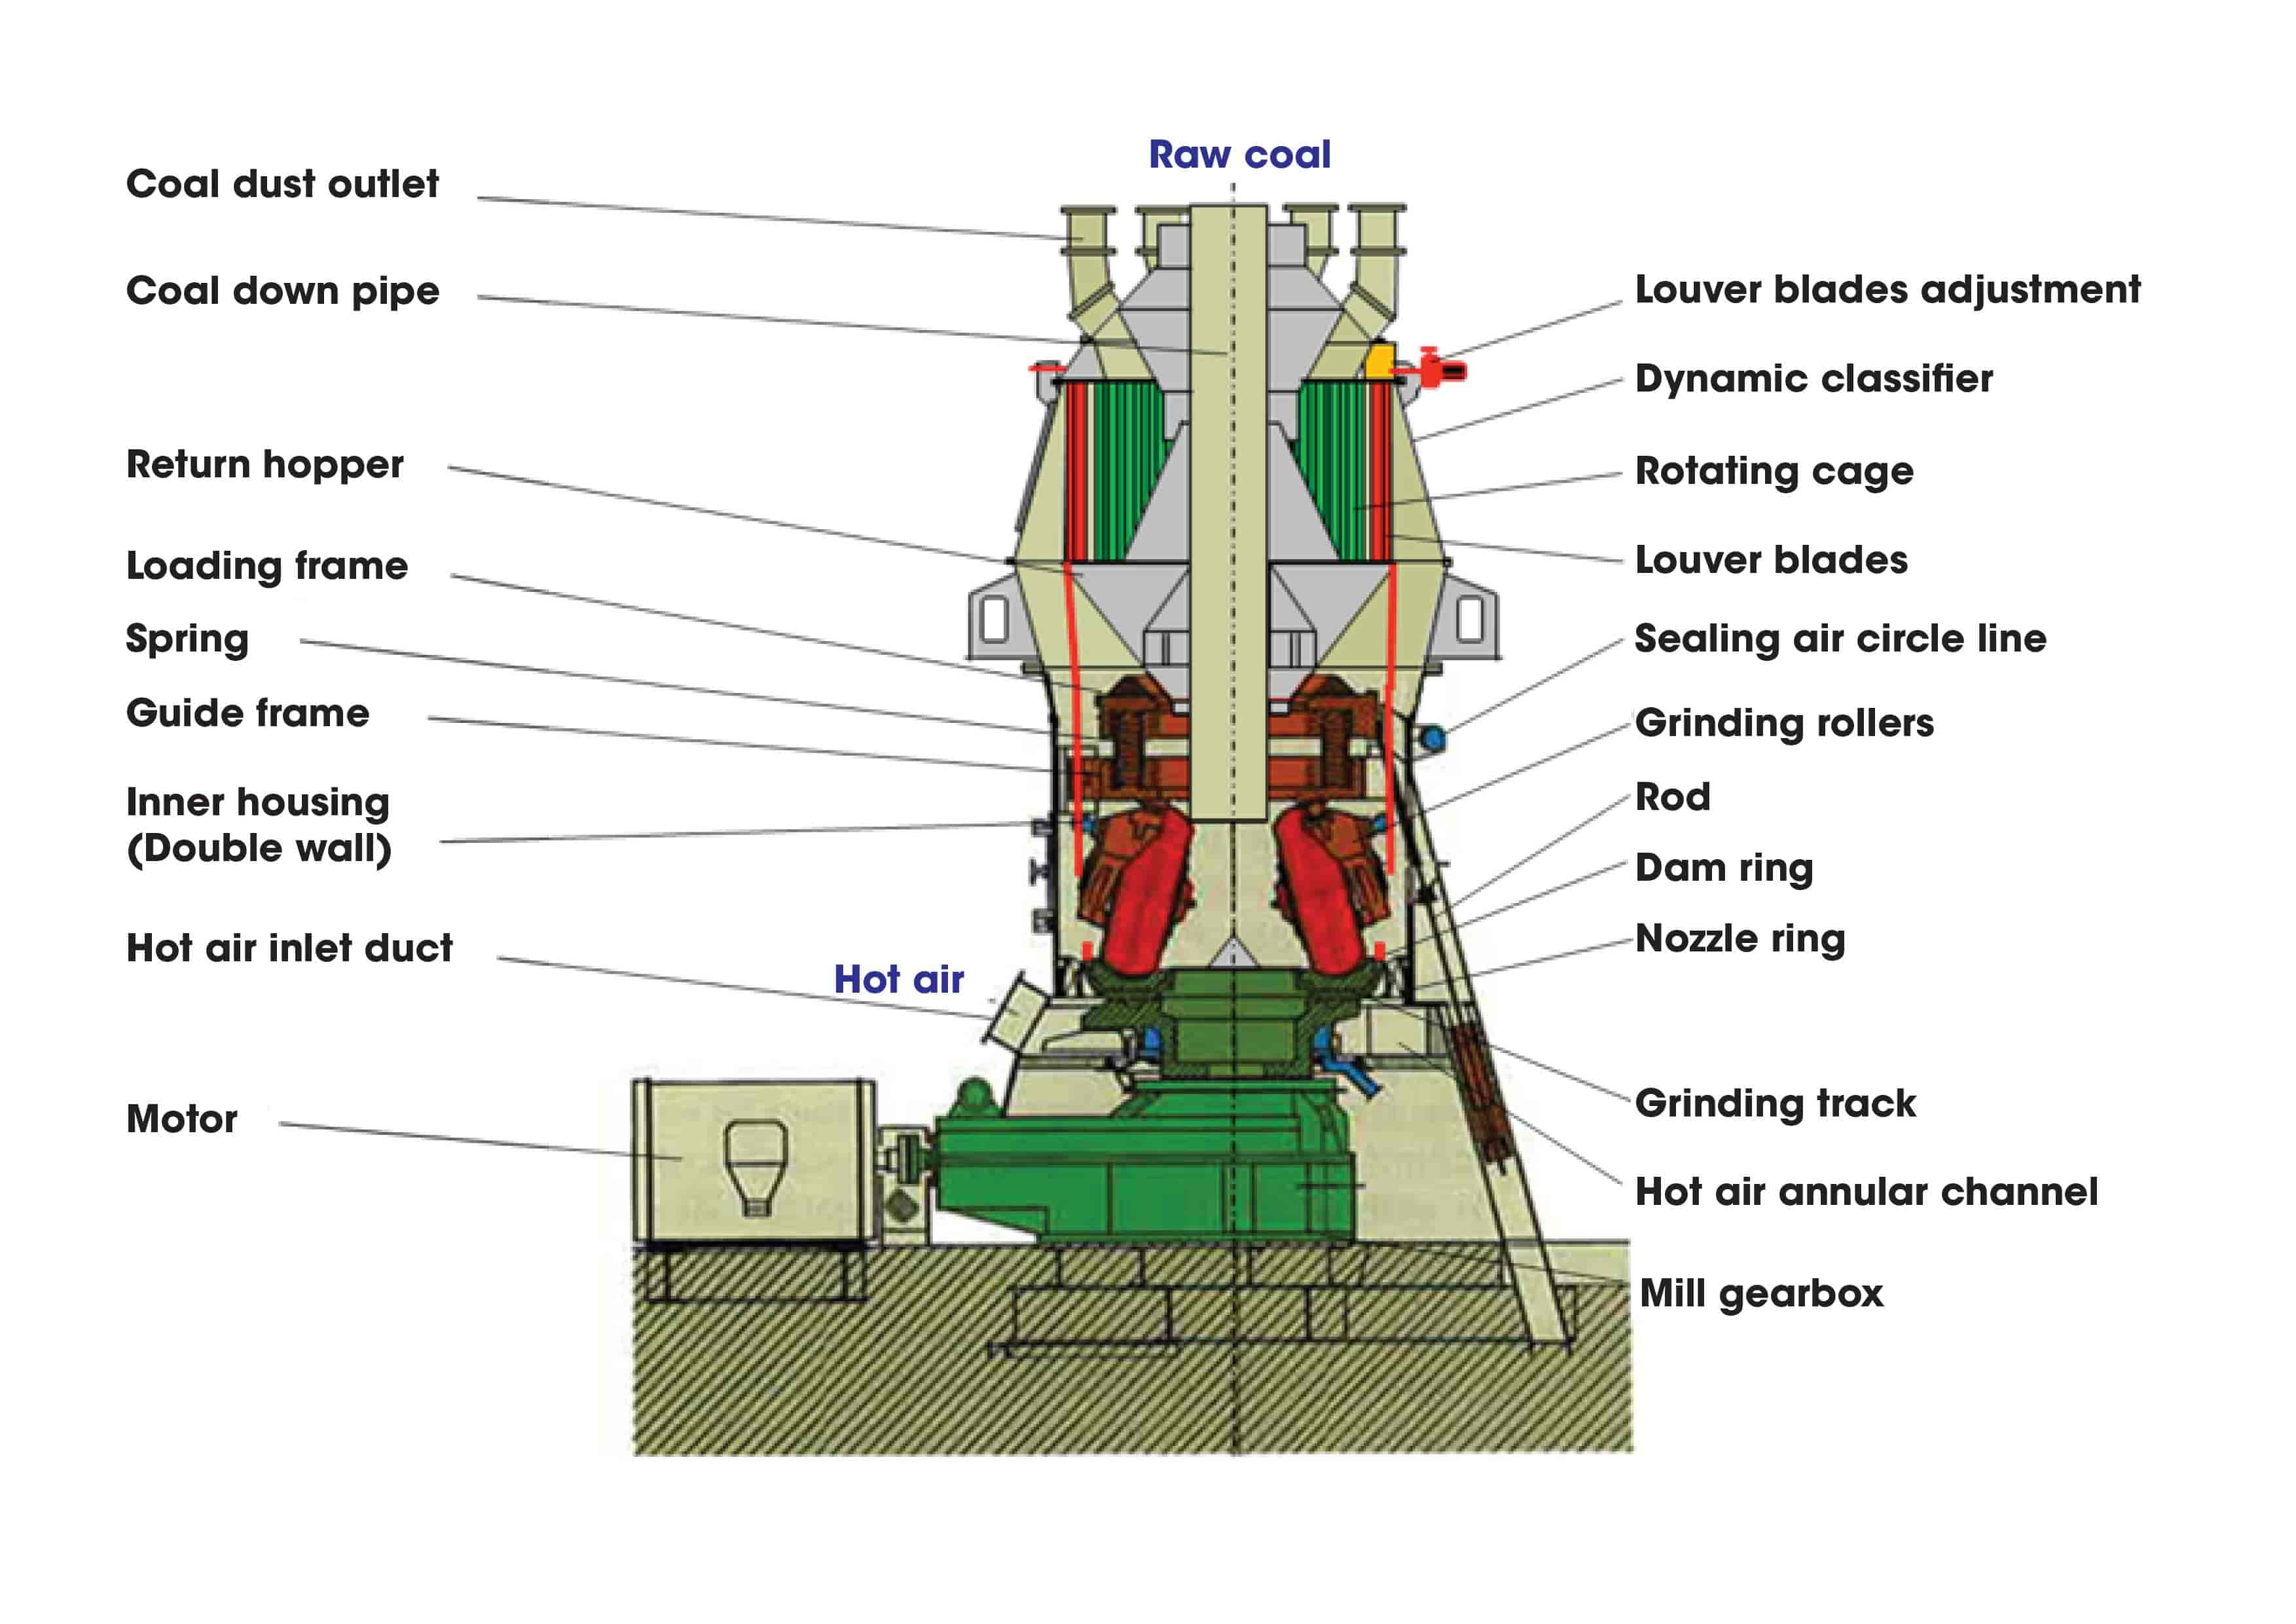 Raw coal
Coal dust outlet
Coal down pipe
Return hopper
Loading frame
Spring
Guide frame
Inner housing
(Double wall)
Hot air inlet duct
Hot air
Motor
Louver blades adjustment
Dynamic classifier
Rotating cage
Louver blades
Sealing air circle line
Grinding rollers
Rod
Dam ring
Nozzle ring
Grinding track
Hot air annular channel
Mill gearbox